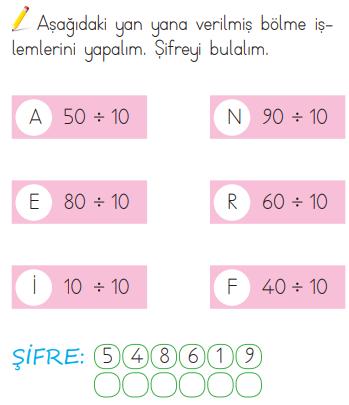 Aşağıdaki yan yana verilmiş bölme iş-
lemlerini yapalım. Şifreyi bulalım.
A 50 ÷ 10
N 90 ÷ 10
E 80 ÷ 10
R 60 ÷ 10
İ 10 ÷ 10
F 40 ÷ 10
ŞİFRE: 5 4 8 6 1 9